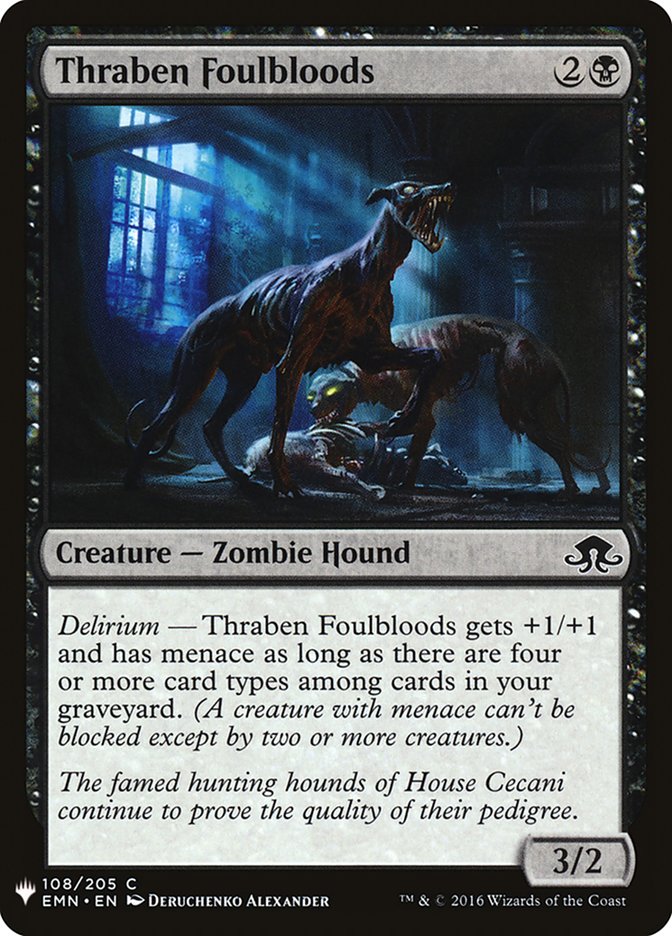 Thraben Foulbloods 2
Creature — Zombie Hound
Delirium — Thraben Foulbloods gets +1/+1
and has menace as long as there are four
or more card types among cards in your
graveyard. (A creature with menace can't be
blocked except by two or more creatures.)
The famed hunting hounds of House Cecani
continue to prove the quality of their pedigree.
3/2
108/205 C
EMN • EN Deruchenko Alexander
™ & © 2016 Wizards of the Coast